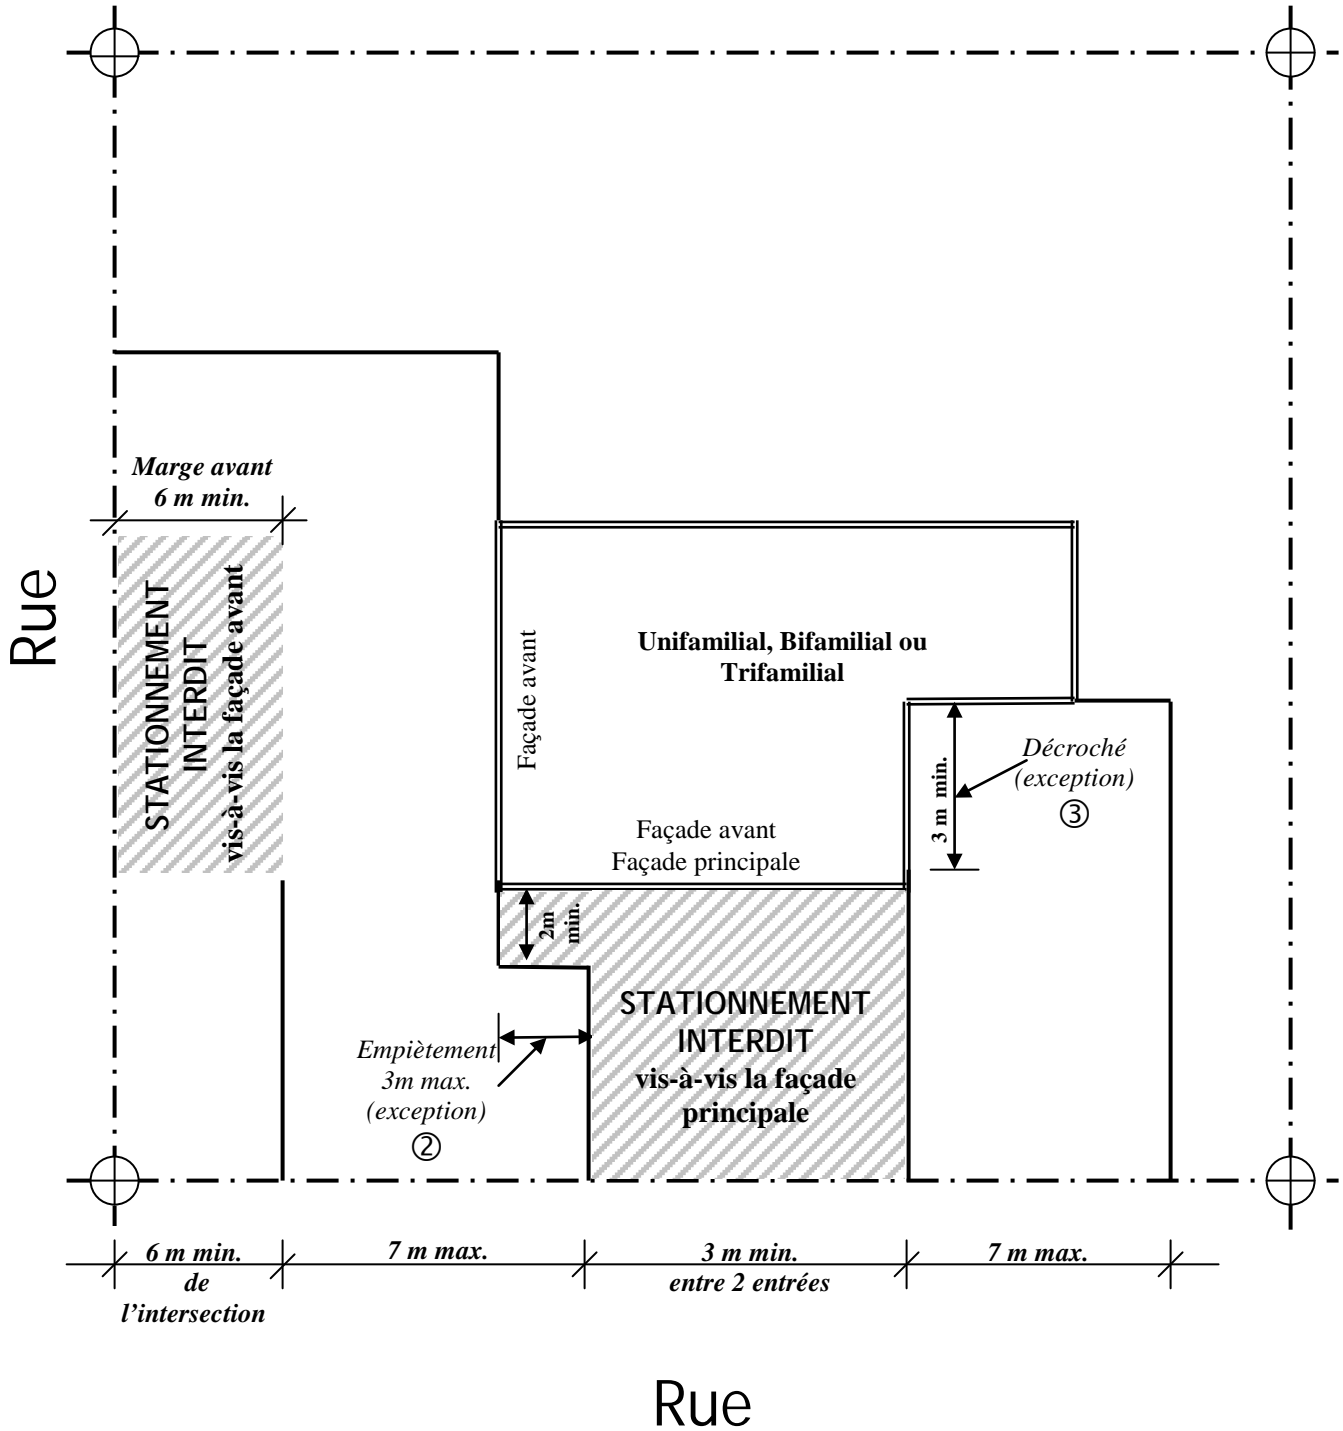 Marge avant
6 m min.
Rue
STATIONNEMENT
INTERDIT
vis-à-vis la façade avant
Façade avant
Unifamilial, Bifamilial ou
Trifamilial
Façade avant
Façade principale
3 m min.
Décroché
(exception)
③
2m
min.
STATIONNEMENT
INTERDIT
vis-à-vis la façade
principale
Empiètement
3m max.
(exception)
②
6 m min.
de
l'intersection
7 m max.
3 m min.
entre 2 entrées
7 m max.
Rue